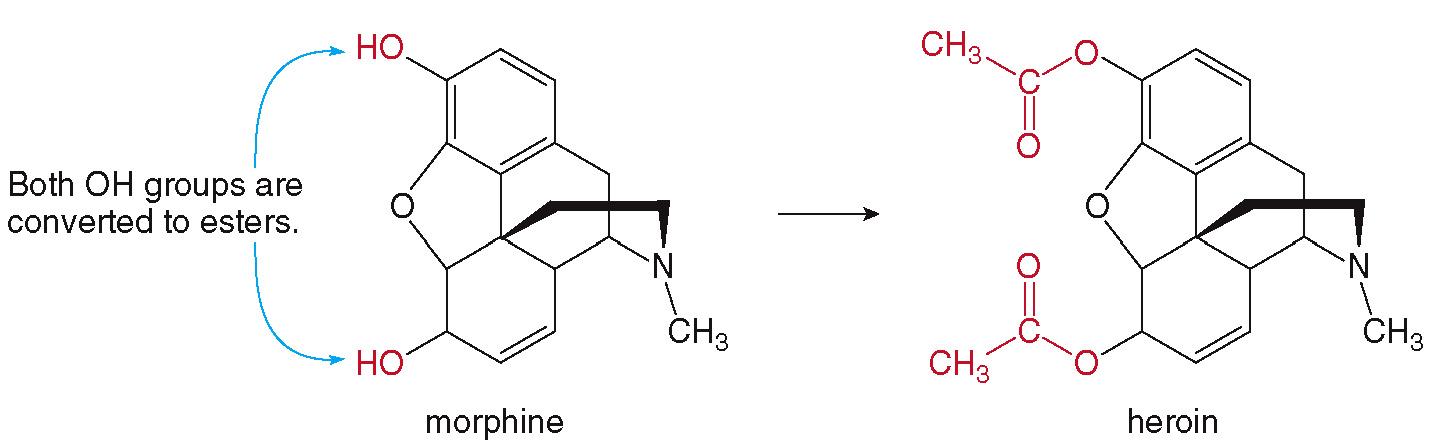 HO
CH₃
O
C
O
Both OH groups are
converted to esters.
O
O
O
N
N
C
CH₃
CH₃
HO
CH₃
O
morphine
heroin